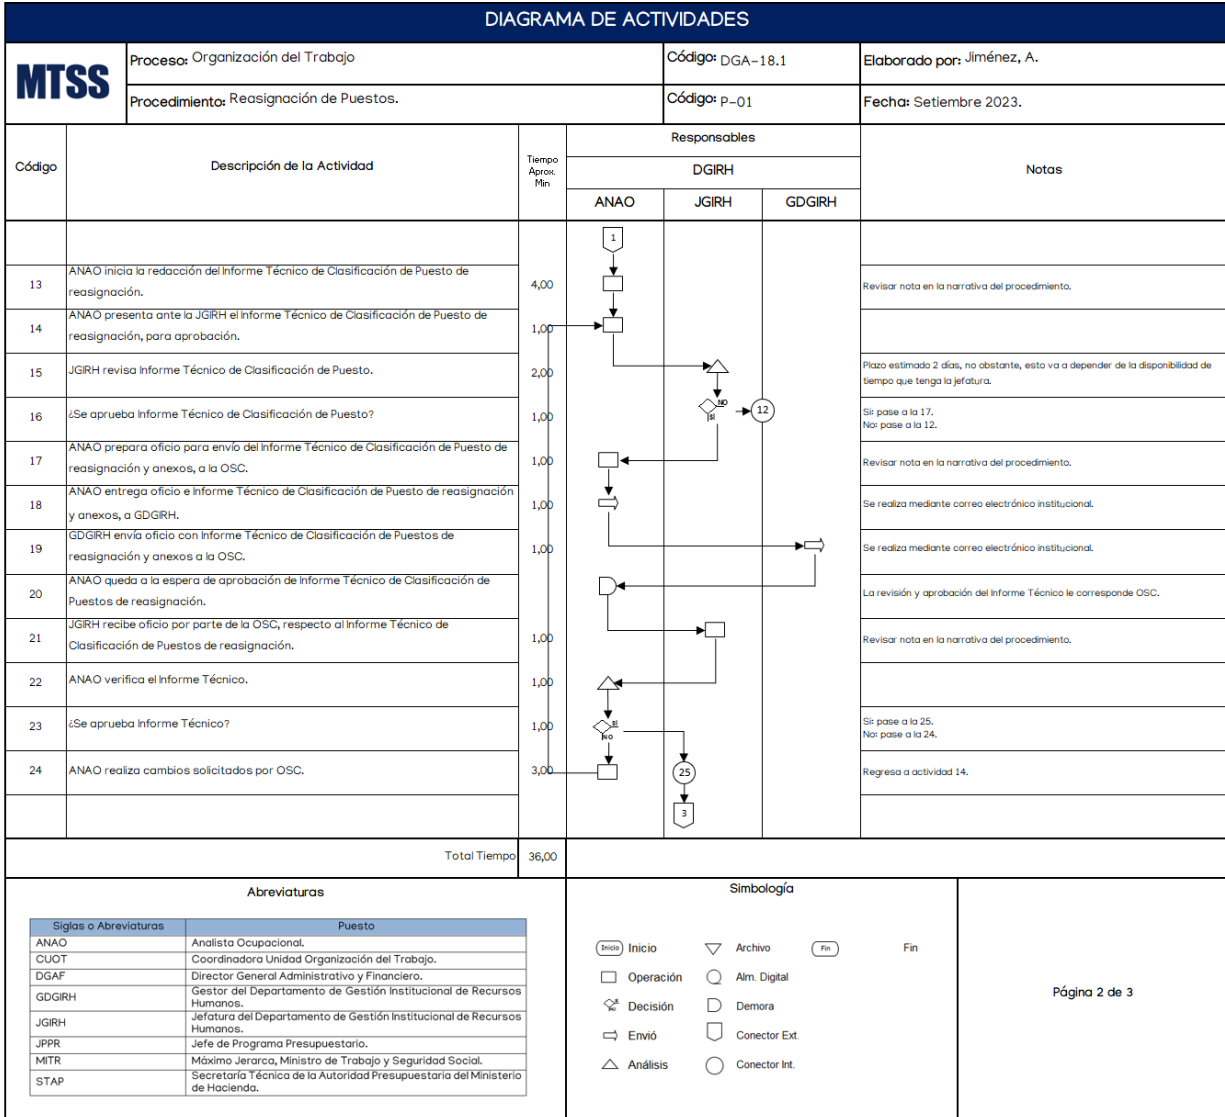 DIAGRAMA DE ACTIVIDADES
MTSS
Proceso: Organización del Trabajo
Código: DGA-18.1
Elaborado por: Jiménez, A.
Procedimiento: Reasignación de Puestos.
Código: P-01
Fecha: Setiembre 2023.
Código
Descripción de la Actividad
Tiempo
Aprox.
Min
Responsables
DGIRH
ANAO
JGIRH
GDGIRH
Notas
1
13
ANAO inicia la redacción del Informe Técnico de Clasificación de Puesto de
reasignación.
4,00
Revisar nota en la narrativa del procedimiento.
14
ANAO presenta ante la JGIRH el Informe Técnico de Clasificación de Puesto de
reasignación, para aprobación.
1,00
15
JGIRH revisa Informe Técnico de Clasificación de Puesto.
2,00
Plazo estimado 2 días, no obstante, esto va a depender de la disponibilidad de
tiempo que tenga la jefatura.
16
¿Se aprueba Informe Técnico de Clasificación de Puesto?
1,00
NO
SÍ
12
Si: pase a la 17.
No: pase a la 12.
17
ANAO prepara oficio para envío del Informe Técnico de Clasificación de Puesto de
reasignación y anexos, a la OSC.
1,00
Revisar nota en la narrativa del procedimiento.
18
ANAO entrega oficio e Informe Técnico de Clasificación de Puesto de reasignación
y anexos, a GDGIRH.
1,00
Se realiza mediante correo electrónico institucional.
19
GDGIRH envía oficio con Informe Técnico de Clasificación de Puestos de
reasignación y anexos a la OSC.
1,00
Se realiza mediante correo electrónico institucional.
20
ANAO queda a la espera de aprobación de Informe Técnico de Clasificación de
Puestos de reasignación.
La revisión y aprobación del Informe Técnico le corresponde OSC.
21
JGIRH recibe oficio por parte de la OSC, respecto al Informe Técnico de
Clasificación de Puestos de reasignación.
1,00
Revisar nota en la narrativa del procedimiento.
22
ANAO verifica el Informe Técnico.
1,00
23
¿Se aprueba Informe Técnico?
1,00
SÍ
NO
Si: pase a la 25.
No: pase a la 24.
24
ANAO realiza cambios solicitados por OSC.
3,00
25
Regresa a actividad 14.
3
Total Tiempo
36,00
Abreviaturas
Siglas o Abreviaturas
Puesto
ANAO
Analista Ocupacional.
CUOT
Coordinadora Unidad Organización del Trabajo.
DGAF
Director General Administrativo y Financiero.
GDGIRH
Gestor del Departamento de Gestión Institucional de Recursos
Humanos.
JGIRH
Jefatura del Departamento de Gestión Institucional de Recursos
Humanos.
JPPR
Jefe de Programa Presupuestario.
MITR
Máximo Jerarca, Ministro de Trabajo y Seguridad Social.
STAP
Secretaría Técnica de la Autoridad Presupuestaria del Ministerio
de Hacienda.
Simbología
Inicio
Inicio
Archivo
Fin
Fin
Operación
Alm. Digital
Decisión
Demora
Envió
Conector Ext.
Análisis
Conector Int.
Página 2 de 3